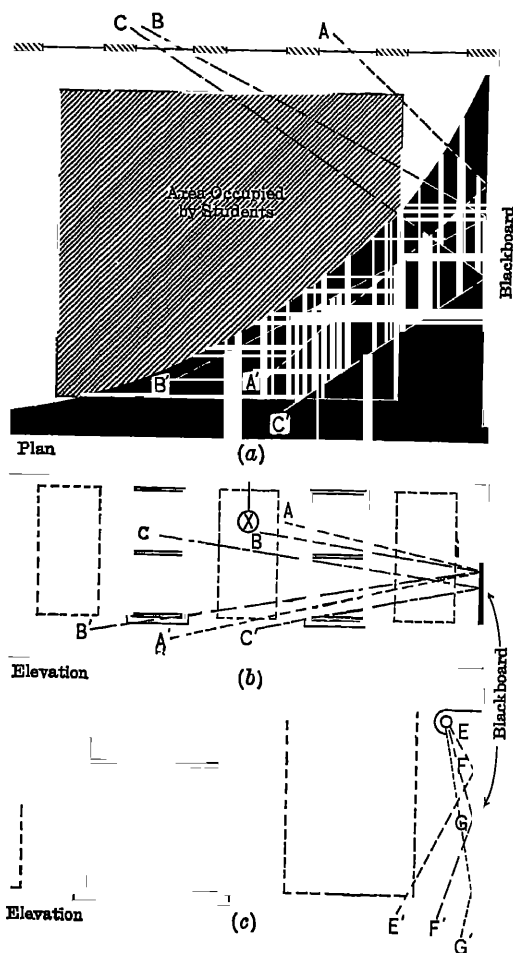 C B
A
Area Occupied
by Students
Blackboard
B' A'
C'
Plan
(a)
A
C
B
B'
A'
C'
Elevation
(b)
Blackboard
E
F
G
Elevation
(c)
E'
F'
G'